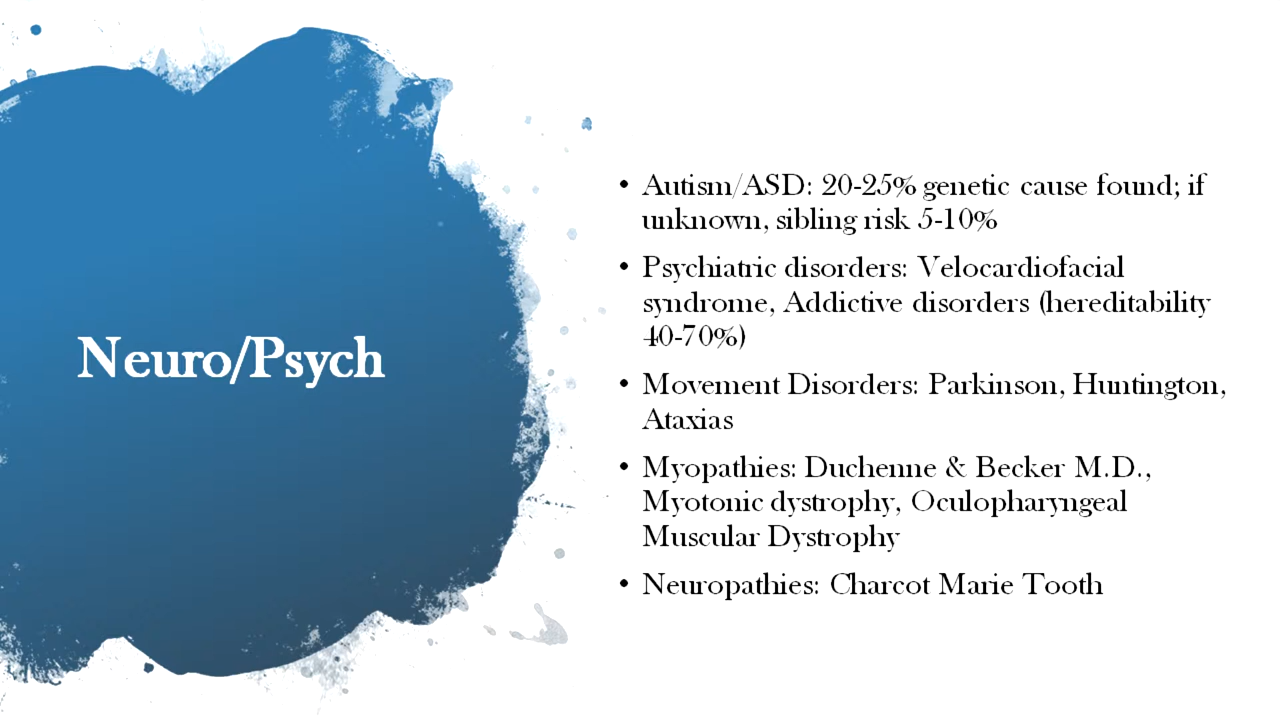 Neuro/Psych
• Autism/ASD: 20-25% genetic cause found; if
unknown, sibling risk 5-10%
• Psychiatric disorders: Velocardiofacial
syndrome, Addictive disorders (hereditability
40-70%)
• Movement Disorders: Parkinson, Huntington,
Ataxias
• Myopathies: Duchenne & Becker M.D.,
Myotonic dystrophy, Oculopharyngeal
Muscular Dystrophy
• Neuropathies: Charcot Marie Tooth